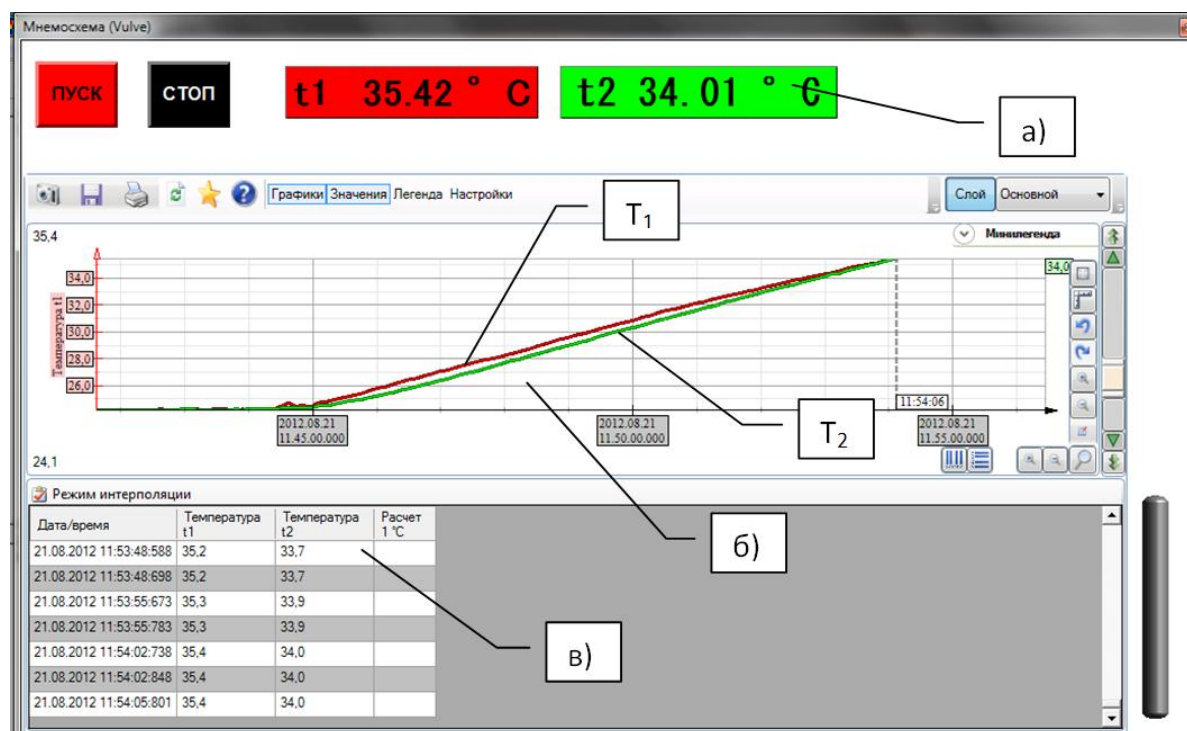 Мнемосхема (Vulve)
ПУСК
СТОП
t1 35.42 ° C
t2 34.01 ° C
а)
Графики Значения Легенда Настройки
Слой Основной
T₁
35,4
Минилегенда
34,0
34,0
32,0
30,0
28,0
26,0
Температура t1
11:54:06
2012.08.21
11.45.00.000
2012.08.21
11.50.00.000
2012.08.21
11.55.00.000
T₂
24,1
Режим интерполяции
Дата/время Температура t1 Температура t2 Расчет 1 °C
21.08.2012 11:53:48:588 35,2 33,7
21.08.2012 11:53:48:698 35,2 33,7
21.08.2012 11:53:55:673 35,3 33,9
21.08.2012 11:53:55:783 35,3 33,9
21.08.2012 11:54:02:738 35,4 34,0
21.08.2012 11:54:02:848 35,4 34,0
21.08.2012 11:54:05:801 35,4 34,0
б)
в)